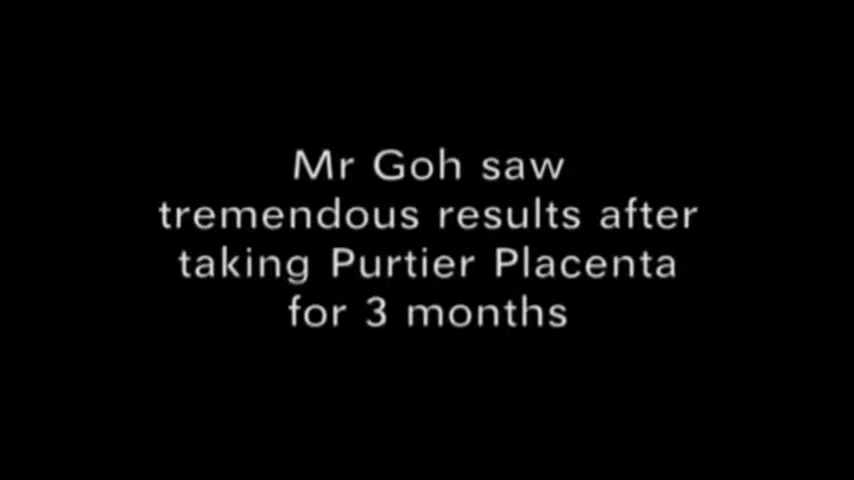 Mr Goh saw
tremendous results after
taking Purtier Placenta
for 3 months